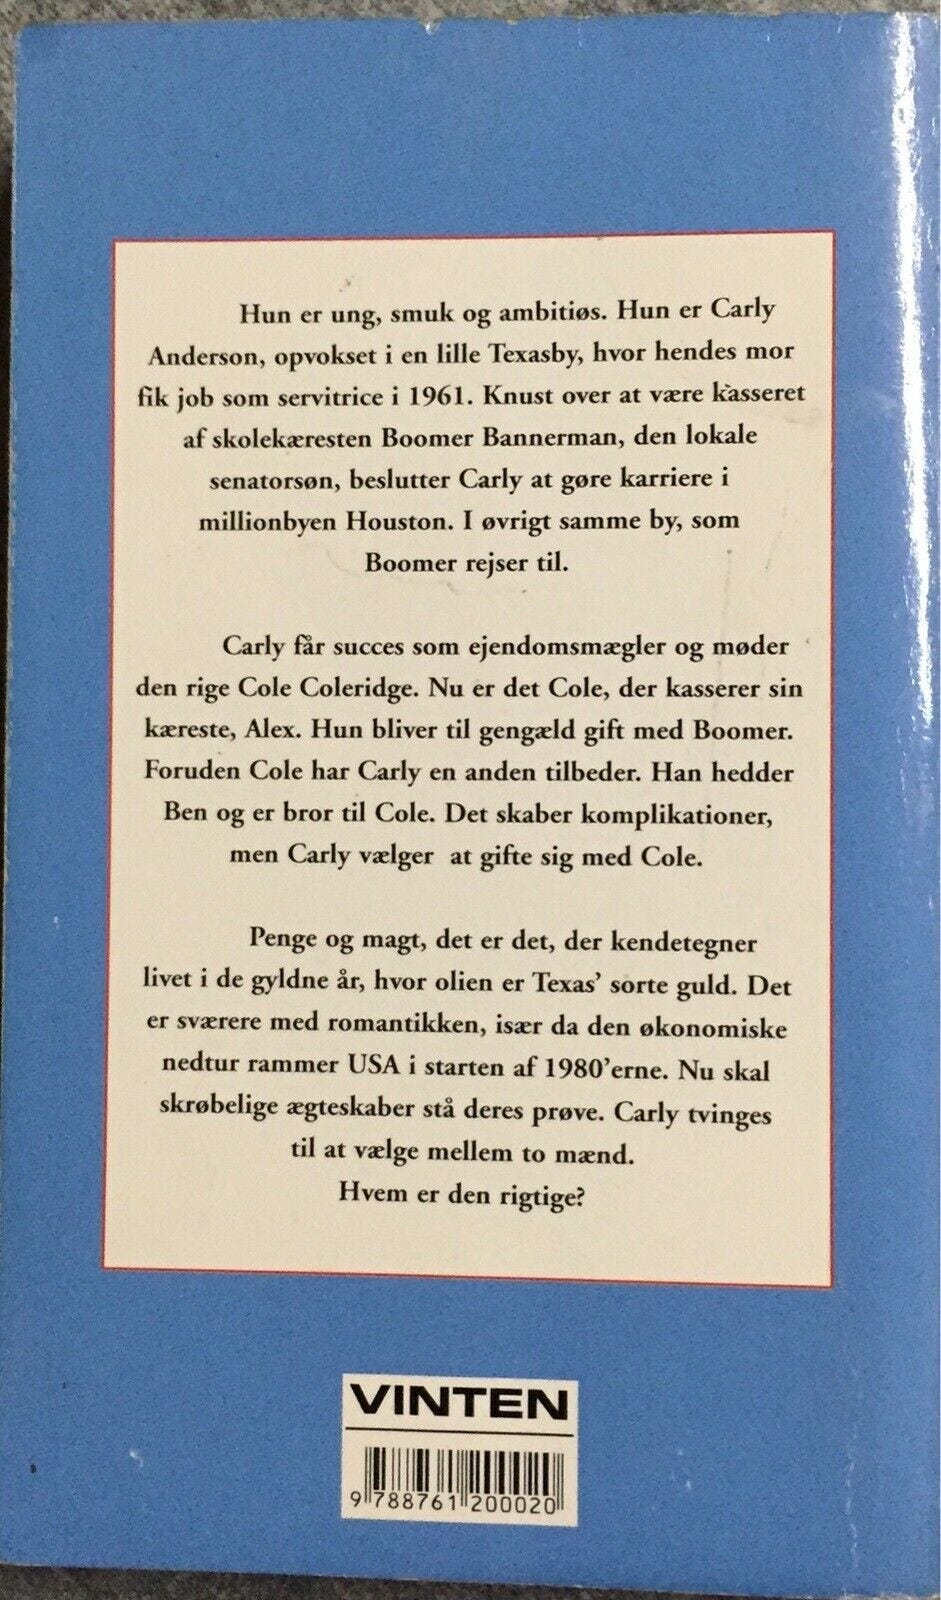 Hun er ung, smuk og ambitiøs. Hun er Carly
Anderson, opvokset i en lille Texasby, hvor hendes mor
fik job som servitrice i 1961. Knust over at være kasseret
af skolekæresten Boomer Bannerman, den lokale
senatorsøn, beslutter Carly at gøre karriere i
millionbyen Houston. I øvrigt samme by, som
Boomer rejser til.
Carly får succes som ejendomsmægler og møder
den rige Cole Coleridge. Nu er det Cole, der kasserer sin
kæreste, Alex. Hun bliver til gengæld gift med Boomer.
Foruden Cole har Carly en anden tilbeder. Han hedder
Ben og er bror til Cole. Det skaber komplikationer,
men Carly vælger at gifte sig med Cole.
Penge og magt, det er det, der kendetegner
livet i de gyldne år, hvor olien er Texas’ sorte guld. Det
er sværere med romantikken, især da den økonomiske
nedtur rammer USA i starten af 1980’erne. Nu skal
skrøbelige ægteskaber stå deres prøve. Carly tvinges
til at vælge mellem to mænd.
Hvem er den rigtige?
VINTEN
9 788761 200020